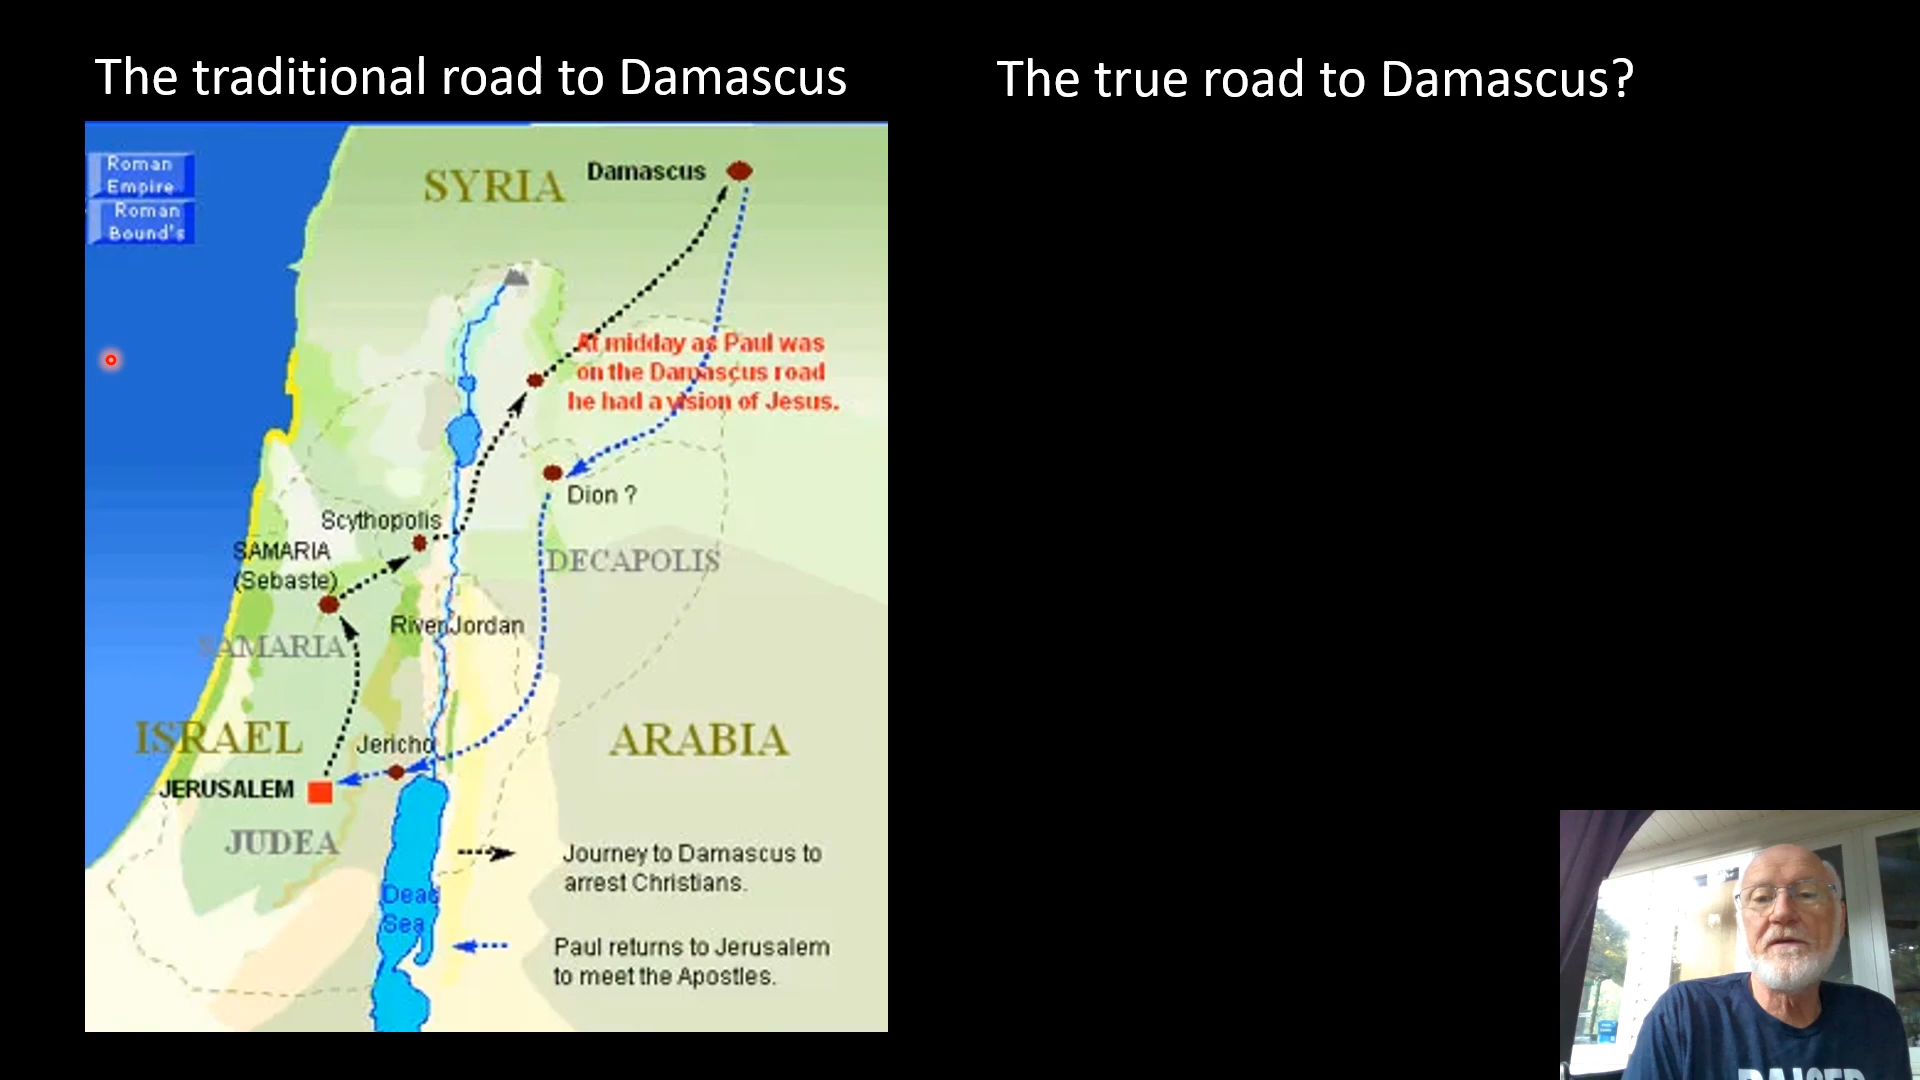 The traditional road to Damascus
The true road to Damascus?
Roman
Empire
Roman
Bound's
SYRIA
Damascus
At midday as Paul was
on the Damascus road
he had a vision of Jesus.
Dion ?
Scythopolis
SAMARIA
(Sebaste)
DECAPOLIS
River Jordan
SAMARIA
ISRAEL
Jericho
ARABIA
JERUSALEM
JUDEA
Journey to Damascus to
arrest Christians.
Dead
Sea
Paul returns to Jerusalem
to meet the Apostles.